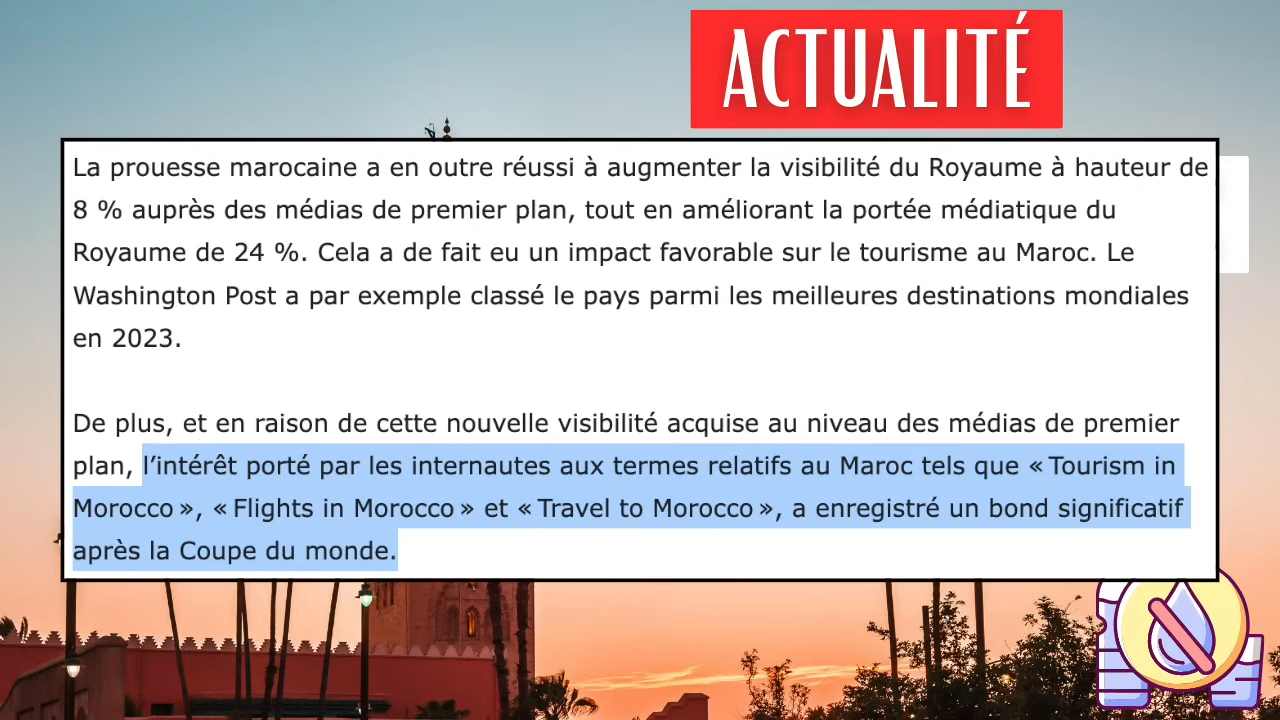 ACTUALITÉ
La prouesse marocaine a en outre réussi à augmenter la visibilité du Royaume à hauteur de
8 % auprès des médias de premier plan, tout en améliorant la portée médiatique du
Royaume de 24 %. Cela a de fait eu un impact favorable sur le tourisme au Maroc. Le
Washington Post a par exemple classé le pays parmi les meilleures destinations mondiales
en 2023.
De plus, et en raison de cette nouvelle visibilité acquise au niveau des médias de premier
plan, l’intérêt porté par les internautes aux termes relatifs au Maroc tels que « Tourism in
Morocco », « Flights in Morocco » et « Travel to Morocco », a enregistré un bond significatif
après la Coupe du monde.